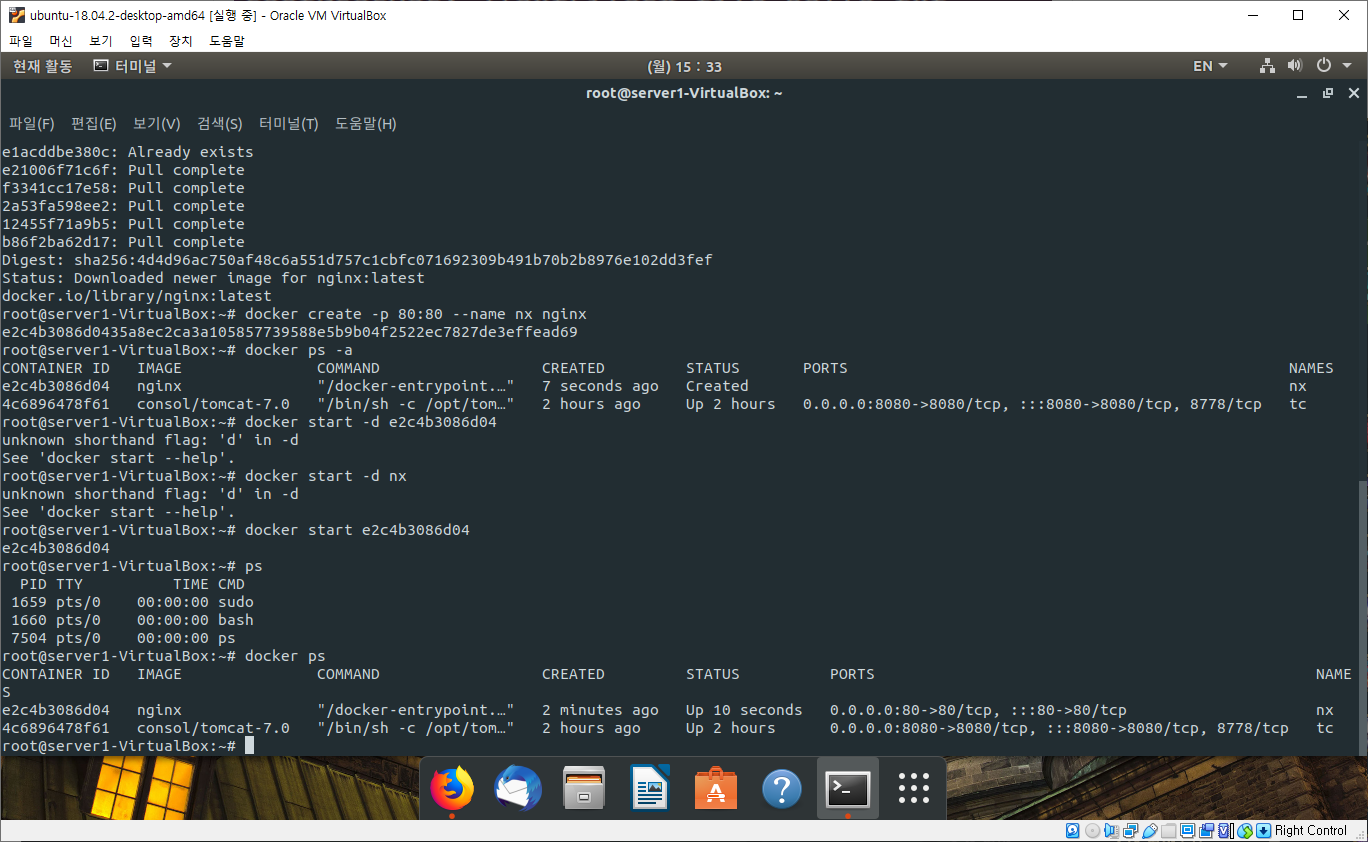 ubuntu-18.04.2-desktop-amd64 [실행 중] - Oracle VM VirtualBox
파일 머신 보기 입력 장치 도움말
현재 활동 터미널 (월) 15 : 33 EN
root@server1-VirtualBox: ~
파일(F) 편집(E) 보기(V) 검색(S) 터미널(T) 도움말(H)
e1acddbe380c: Already exists
e21006f71c6f: Pull complete
f3341cc17e58: Pull complete
2a53fa598ee2: Pull complete
12455f71a9b5: Pull complete
b86f2ba62d17: Pull complete
Digest: sha256:4d4d96ac750af48c6a551d757c1cbfc071692309b491b70b2b8976e102dd3fef
Status: Downloaded newer image for nginx:latest
docker.io/library/nginx:latest
root@server1-VirtualBox:~# docker create -p 80:80 --name nx nginx
e2c4b3086d0435a8ec2ca3a105857739588e5b9b04f2522ec7827de3effead69
root@server1-VirtualBox:~# docker ps -a
CONTAINER ID IMAGE COMMAND CREATED STATUS PORTS NAMES
e2c4b3086d04 nginx "/docker-entrypoint.…" 7 seconds ago Created nx
4c6896478f61 consol/tomcat-7.0 "/bin/sh -c /opt/tom…" 2 hours ago Up 2 hours 0.0.0.0:8080->8080/tcp, :::8080->8080/tcp, 8778/tcp tc
root@server1-VirtualBox:~# docker start -d e2c4b3086d04
unknown shorthand flag: 'd' in -d
See 'docker start --help'.
root@server1-VirtualBox:~# docker start -d nx
unknown shorthand flag: 'd' in -d
See 'docker start --help'.
root@server1-VirtualBox:~# docker start e2c4b3086d04
e2c4b3086d04
root@server1-VirtualBox:~# ps
PID TTY TIME CMD
1659 pts/0 00:00:00 sudo
1660 pts/0 00:00:00 bash
7504 pts/0 00:00:00 ps
root@server1-VirtualBox:~# docker ps
CONTAINER ID IMAGE COMMAND CREATED STATUS PORTS NAME
S
e2c4b3086d04 nginx "/docker-entrypoint.…" 2 minutes ago Up 10 seconds 0.0.0.0:80->80/tcp, :::80->80/tcp nx
4c6896478f61 consol/tomcat-7.0 "/bin/sh -c /opt/tom…" 2 hours ago Up 2 hours 0.0.0.0:8080->8080/tcp, :::8080->8080/tcp, 8778/tcp tc
root@server1-VirtualBox:~#
Right Control